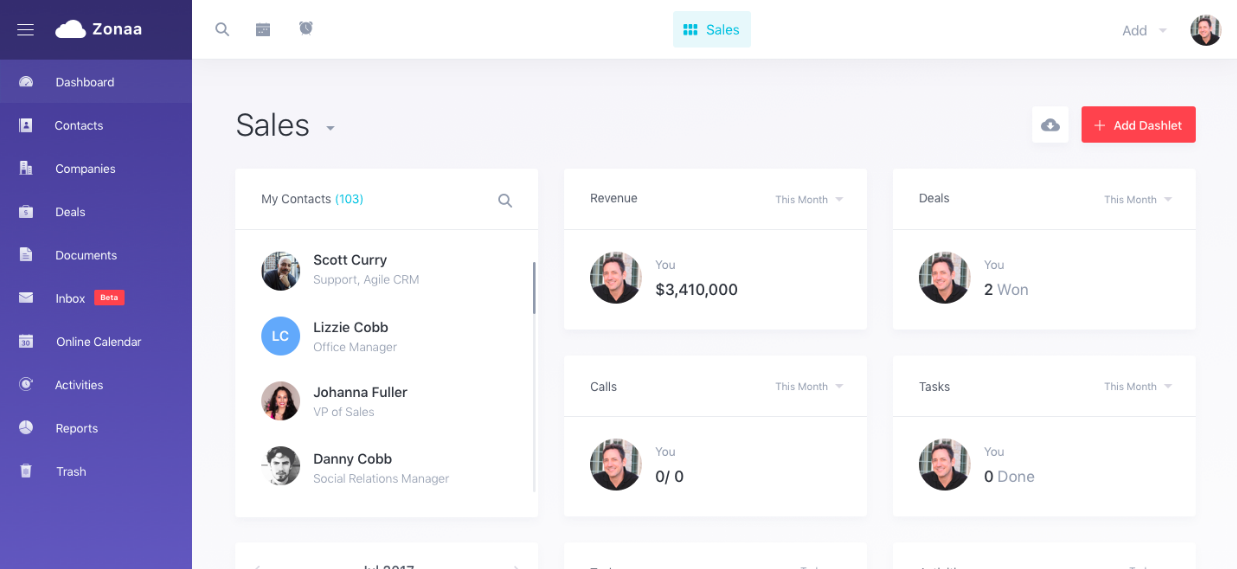 Zonaa
Sales
Add
Dashboard
Contacts
Companies
Deals
Documents
Inbox Beta
30 Online Calendar
Activities
Reports
Trash
Sales
+ Add Dashlet
My Contacts (103)
Scott Curry
Support, Agile CRM
LC
Lizzie Cobb
Office Manager
Johanna Fuller
VP of Sales
Danny Cobb
Social Relations Manager
Revenue
This Month
You
$3,410,000
Deals
This Month
You
2 Won
Calls
This Month
You
0/ 0
Tasks
This Month
You
0 Done
Jul 2017